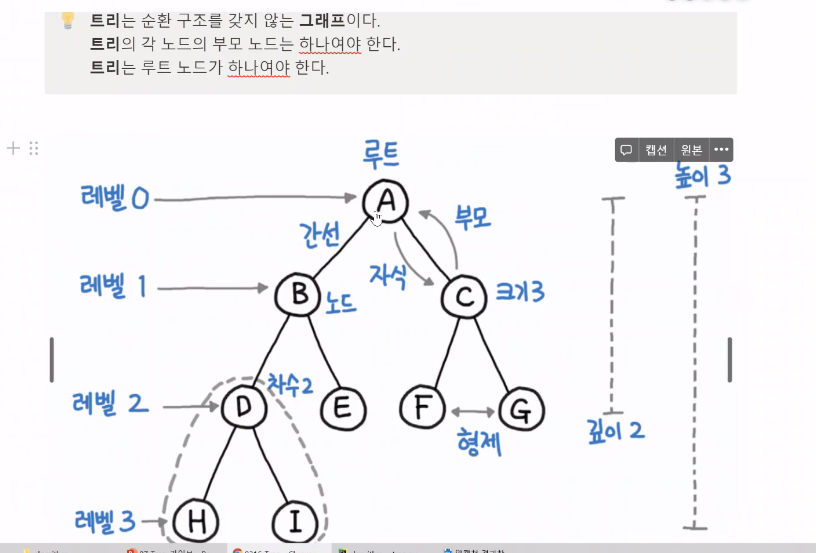 트리는 순환 구조를 갖지 않는 그래프이다.
트리의 각 노드의 부모 노드는 하나여야 한다.
트리는 루트 노드가 하나여야 한다.
캡션 원본
루트
높이 3
레벨 0
A
부모
간선
자식
레벨 1
B
노드
C
크기 3
차수 2
레벨 2
D
E
F
G
형제
깊이 2
레벨 3
H
I